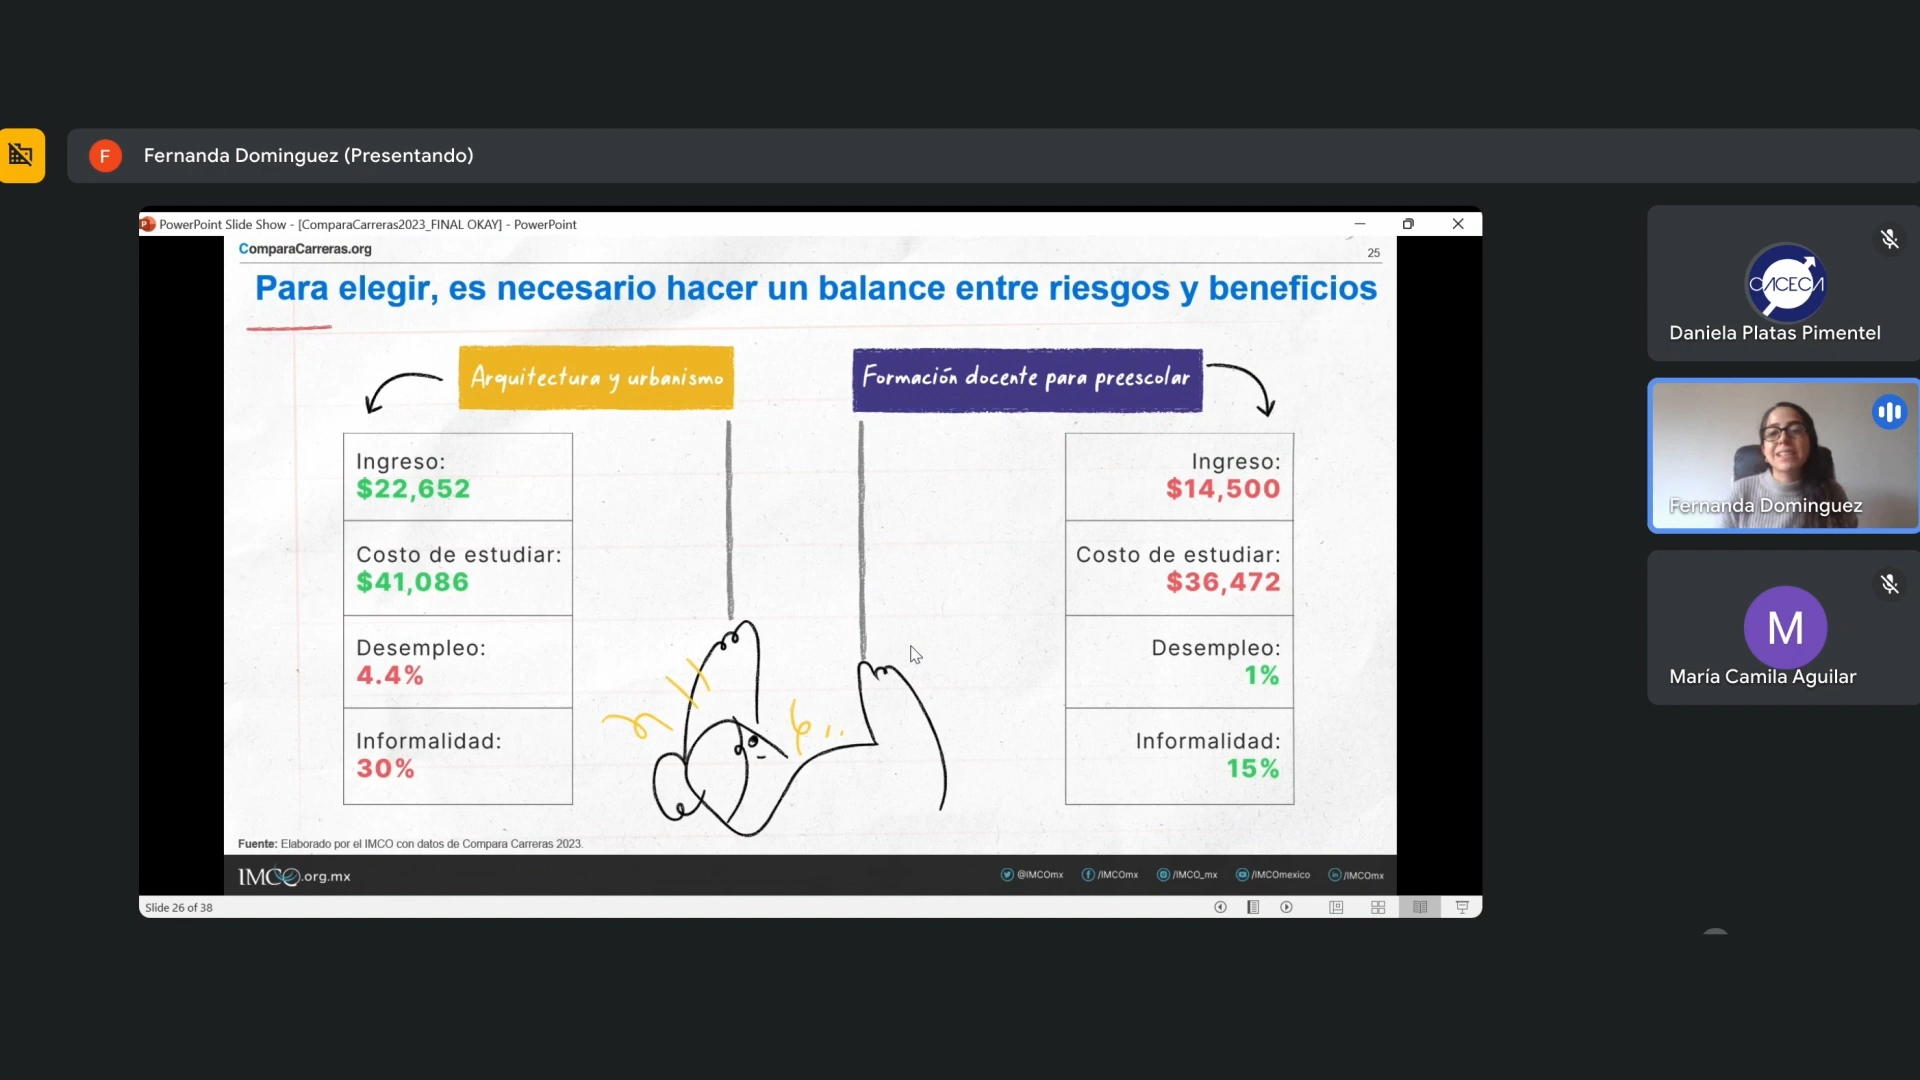 F
Fernanda Dominguez (Presentando)
PowerPoint Slide Show - [ComparaCarreras2023_FINAL OKAY] - PowerPoint
ComparaCarreras.org
25
Para elegir, es necesario hacer un balance entre riesgos y beneficios
Arquitectura y urbanismo
Ingreso:
$22,652
Costo de estudiar:
$41,086
Desempleo:
4.4%
Informalidad:
30%
Formación docente para preescolar
Ingreso:
$14,500
Costo de estudiar:
$36,472
Desempleo:
1%
Informalidad:
15%
Fuente: Elaborado por el IMCO con datos de Compara Carreras 2023.
IMCO.org.mx
@IMCOmx
/IMCOmx
/IMCO_mx
/IMCOmexico
/IMCOmx
Slide 26 of 38
CACECA
Daniela Platas Pimentel
Fernanda Dominguez
M
María Camila Aguilar